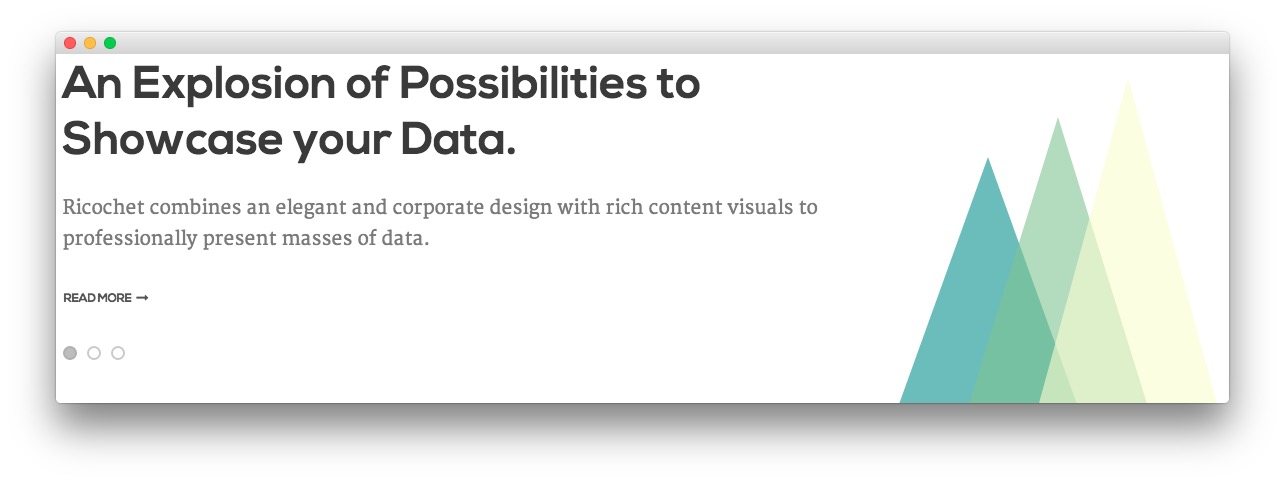 An Explosion of Possibilities to
Showcase your Data.
Ricochet combines an elegant and corporate design with rich content visuals to
professionally present masses of data.
READ MORE ➞